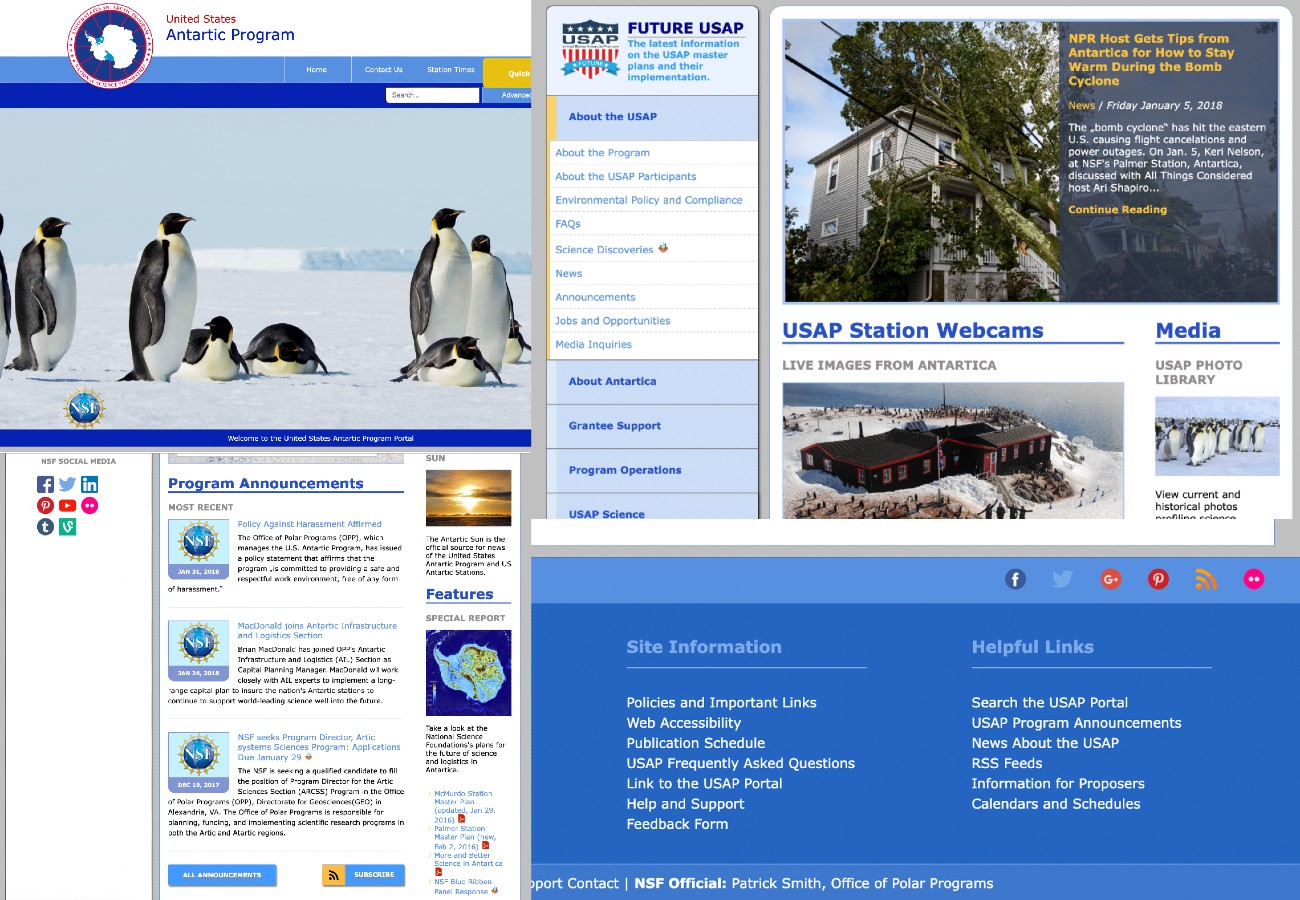 United States
Antartic Program
Home
Contact Us
Station Times
Quick
Search...
Advanced
NSF
Welcome to the United States Antartic Program Portal
USAP
FUTURE
FUTURE USAP
The latest information
on the USAP master
plans and their
implementation.
About the USAP
About the Program
About the USAP Participants
Environmental Policy and Compliance
FAQs
Science Discoveries
News
Announcements
Jobs and Opportunities
Media Inquiries
About Antartica
Grantee Support
Program Operations
USAP Science
NPR Host Gets Tips from
Antartica for How to Stay
Warm During the Bomb
Cyclone
News / Friday January 5, 2018
The „bomb cyclone“ has hit the eastern
U.S. causing flight cancelations and
power outages. On Jan. 5, Keri Nelson,
at NSF's Palmer Station, Antartica,
discussed with All Things Considered
host Ari Shapiro...
Continue Reading
USAP Station Webcams
LIVE IMAGES FROM ANTARTICA
Media
USAP PHOTO
LIBRARY
View current and
historical photos
profiling science
NSF SOCIAL MEDIA
Program Announcements
MOST RECENT
NSF
JAN 31, 2018
Policy Against Harassment Affirmed
The Office of Polar Programs (OPP), which
manages the U.S. Antartic Program, has issued
a policy statement that affirms that the
program „is committed to providing a safe and
respectful work environment, free of any form
of harassment.“
NSF
JAN 24, 2018
MacDonald joins Antartic Infrastructure
and Logistics Section
Brian MacDonald has joined OPP's Antartic
Infrastructure and Logistics (AIL) Section as
Capital Planning Manager. MacDonald wil work
closely with AIL experts to implement a long-
range capital plan to insure the nation's Antartic stations to
continue to support world-leading science well into the future.
NSF
DEC 19, 2017
NSF seeks Program Director, Artic
systems Sciences Program: Applications
Due January 29
The NSF is seeking a qualified candidate to fill
the position of Program Director for the Artic
Sciences Section (ARCSS) Program in the Office
of Polar Programs (OPP), Directorate for Geosciences(GEO) in
Alexandria, VA. The Office of Polar Programs is responsible for
planning, funding, and implementing scientific research programs in
both the Artic and Atartic regions.
ALL ANNOUNCEMENTS
SUBSCRIBE
SUN
The Antartic Sun is the
official source for news
of the United States
Antartic Program and US
Antartic Stations.
Features
SPECIAL REPORT
Take a look at the
National Science
Foundations's plans for
the future of science
and logistics in
Antartica.
McMurdo Station
Master Plan
(updated, Jan 29,
2016)
Palmer Station
Master Plan (new,
Feb 2, 2016)
More and Better
Science in Antartica
NSF Blue Ribbon
Panel Response
Site Information
Policies and Important Links
Web Accessibility
Publication Schedule
USAP Frequently Asked Questions
Link to the USAP Portal
Help and Support
Feedback Form
Helpful Links
Search the USAP Portal
USAP Program Announcements
News About the USAP
RSS Feeds
Information for Proposers
Calendars and Schedules
pport Contact | NSF Official: Patrick Smith, Office of Polar Programs